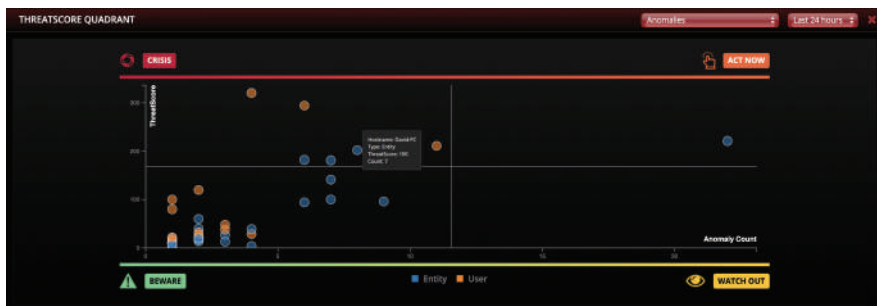 THREATSCORE QUADRANT
Anomalies
Last 24 hours
CRISIS
ACT NOW
ThreatScore
300
Hostname: David-PC
Type: Entity
ThreatScore: 180
Count: 7
200
100
Anomaly Count
0
0
5
10
15
20
BEWARE
Entity
User
WATCH OUT